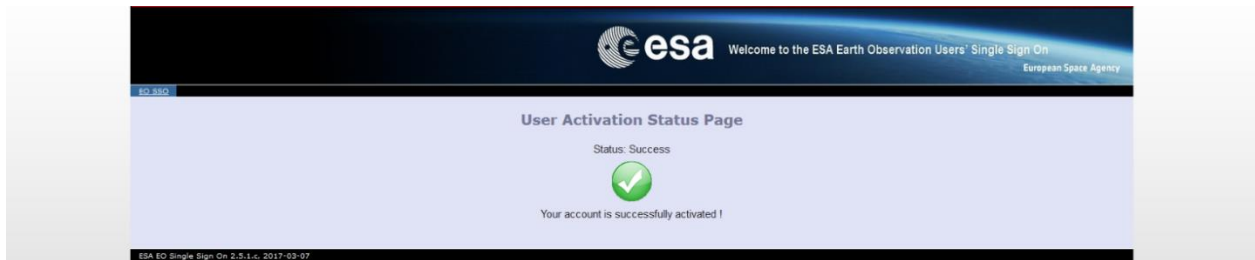 esa
Welcome to the ESA Earth Observation Users' Single Sign On
European Space Agency
EO SSO
User Activation Status Page
Status: Success
Your account is successfully activated !
ESA EO Single Sign On 2.5.1.c, 2017-03-07